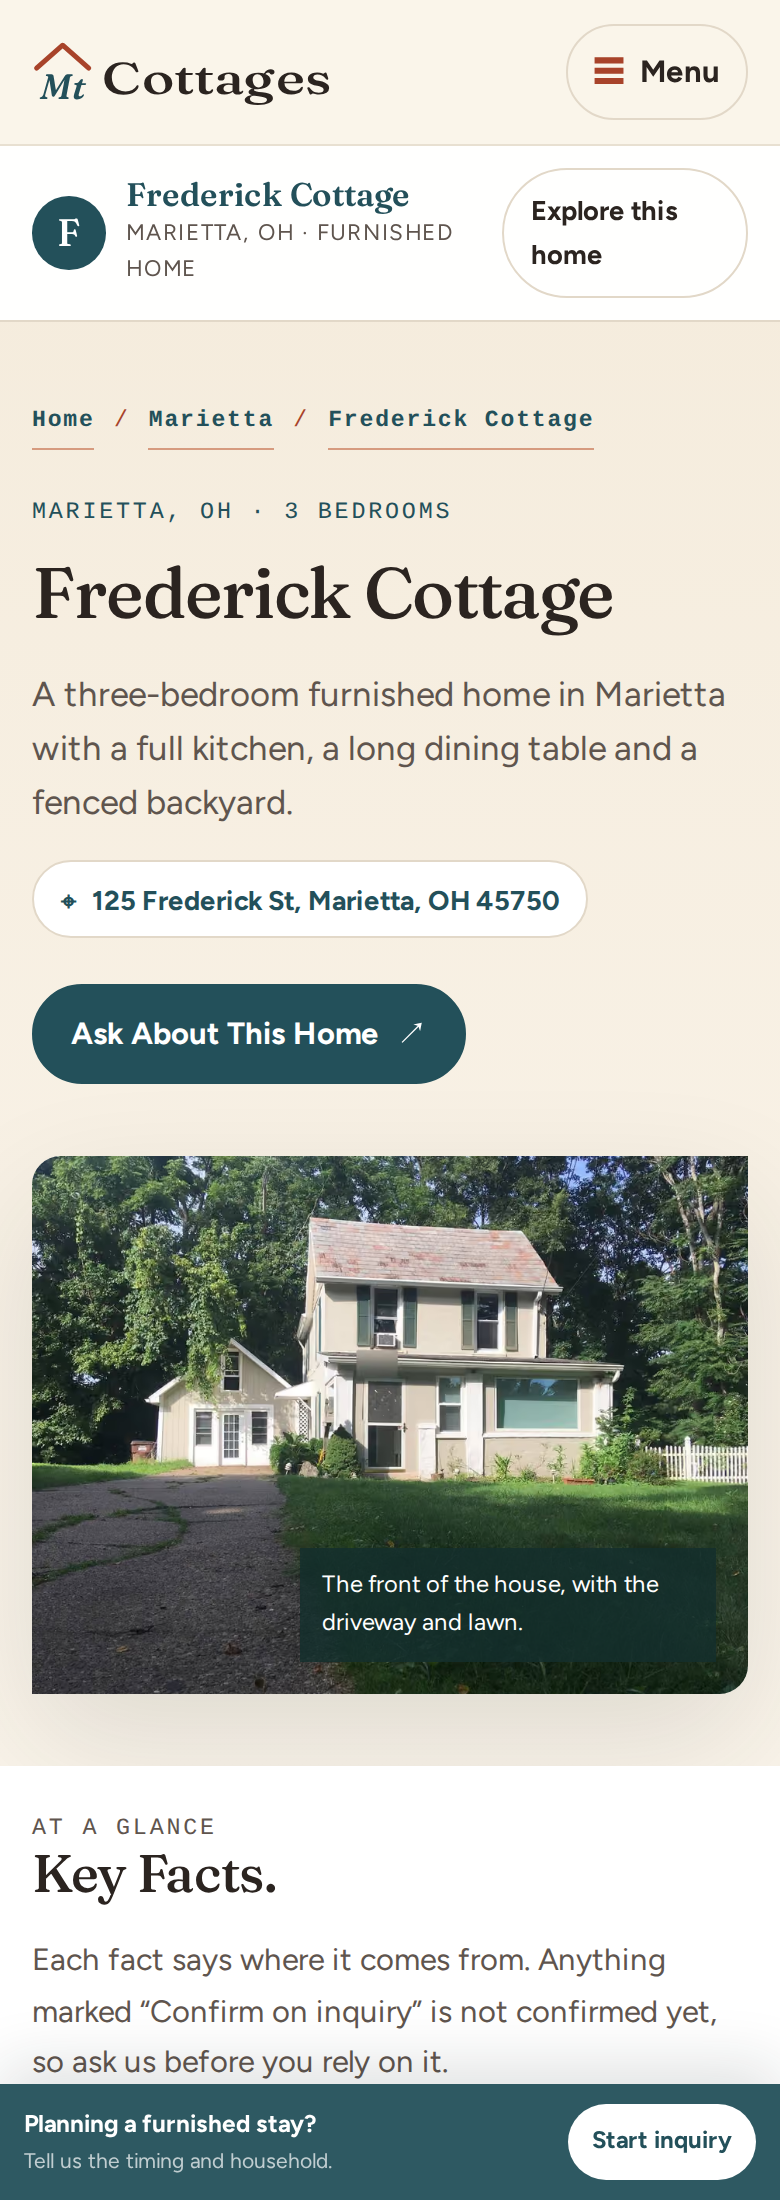 Mt Cottages
☰ Menu
F
Frederick Cottage
MARIETTA, OH · FURNISHED
HOME
Explore this
home
Home / Marietta / Frederick Cottage
MARIETTA, OH · 3 BEDROOMS
Frederick Cottage
A three-bedroom furnished home in Marietta
with a full kitchen, a long dining table and a
fenced backyard.
⌖ 125 Frederick St, Marietta, OH 45750
Ask About This Home ↗
The front of the house, with the
driveway and lawn.
AT A GLANCE
Key Facts.
Each fact says where it comes from. Anything
marked “Confirm on inquiry” is not confirmed yet,
so ask us before you rely on it.
Planning a furnished stay?
Tell us the timing and household.
Start inquiry